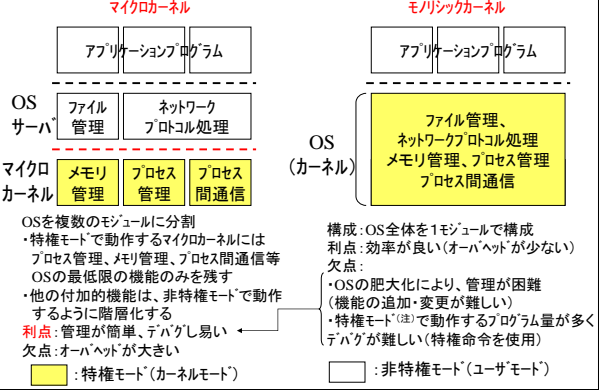 マイクロカーネル
アプリケーションプログラム
OS
サーバ
ファイル
管理
ネットワーク
プロトコル処理
マイクロ
カーネル
メモリ
管理
プロセス
管理
プロセス
間通信
OSを複数のモジュールに分割
・特権モードで動作するマイクロカーネルには
プロセス管理、メモリ管理、プロセス間通信等
OSの最低限の機能のみを残す
・他の付加的機能は、非特権モードで動作
するように階層化する
利点：管理が簡単、デバグし易い
欠点：オーバヘッドが大きい
：特権モード(カーネルモード)
モノリシックカーネル
アプリケーションプログラム
OS
(カーネル)
ファイル管理、
ネットワークプロトコル処理
メモリ管理、プロセス管理
プロセス間通信
構成：OS全体を１モジュールで構成
利点：効率が良い(オーバヘッドが少ない)
欠点：
・OSの肥大化により、管理が困難
(機能の追加・変更が難しい)
・特権モード(注)で動作するプログラム量が多く
デバグが難しい(特権命令を使用)
：非特権モード(ユーザモード)